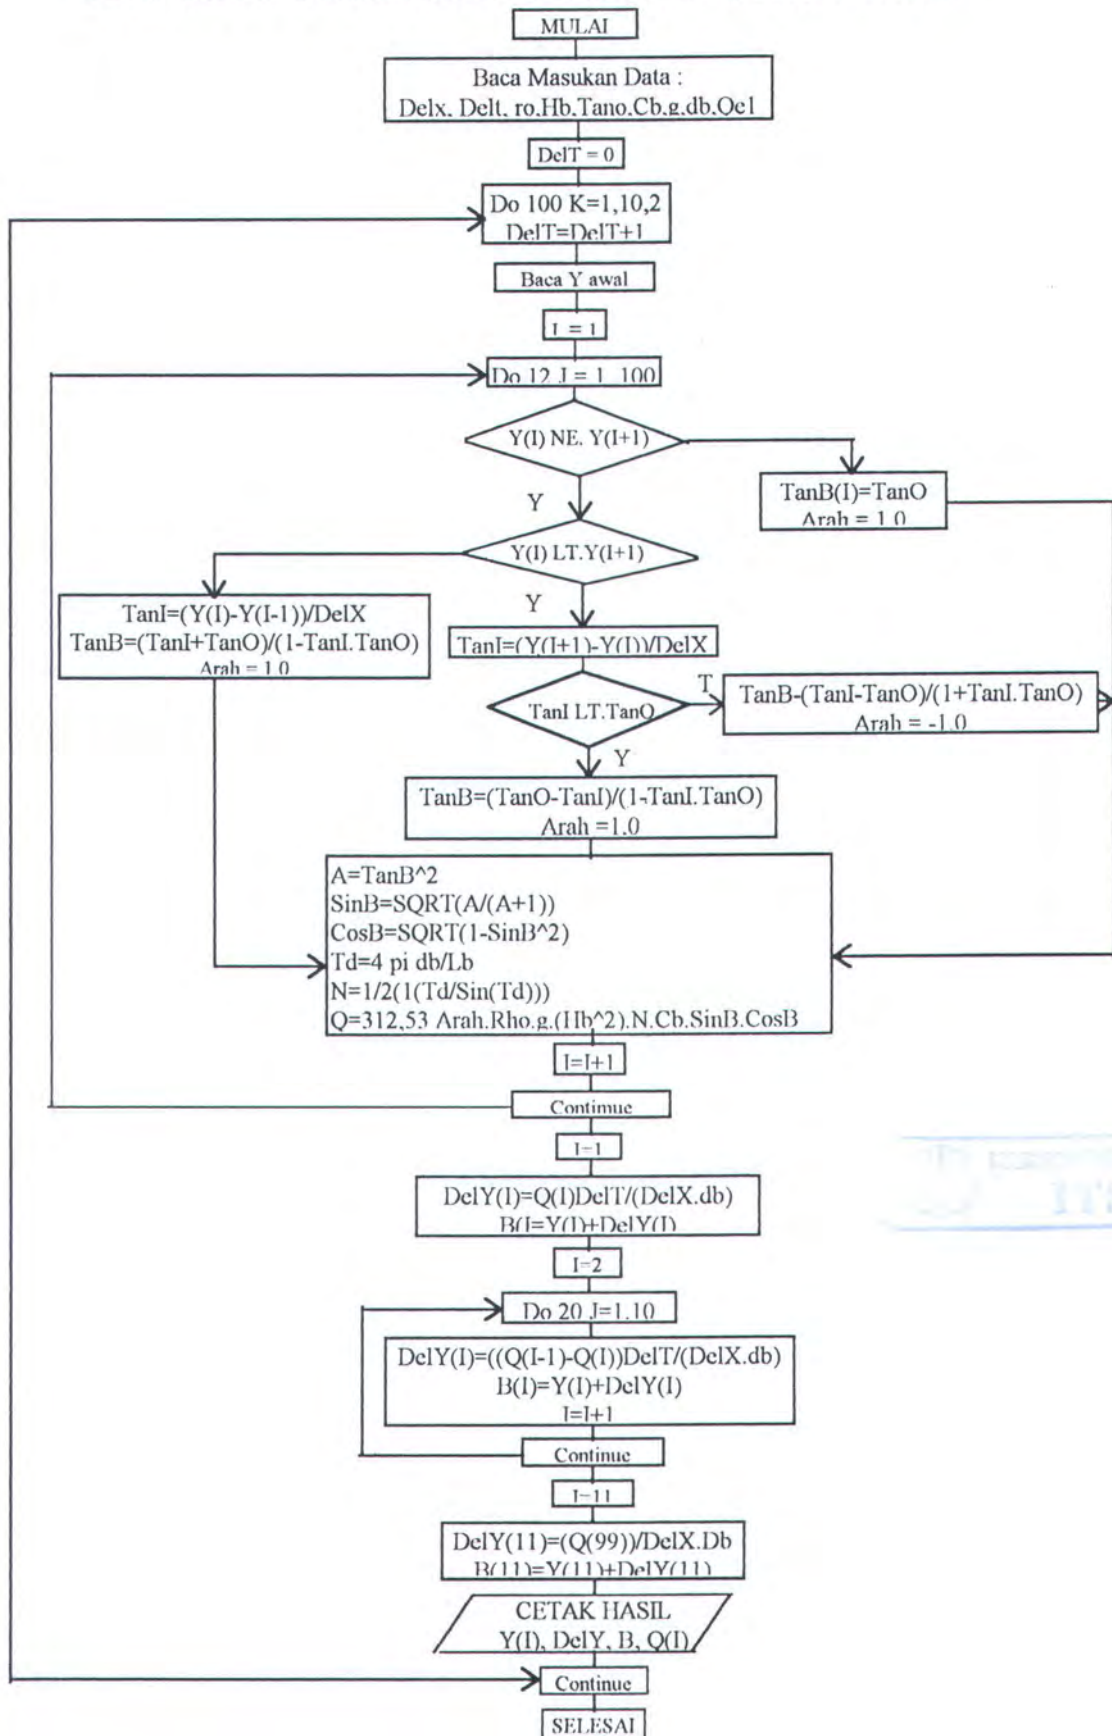 MULAI
Baca Masukan Data :
Delx, Delt, ro,Hb,Tano,Cb,g,db,Qe1
DelT = 0
Do 100 K=1,10,2
DelT=DelT+1
Baca Y awal
I = 1
Do 12 J = 1 100
Y(I) NE. Y(I+1)
TanB(I)=TanO
Arah = 1.0
Y
Y(I) LT.Y(I+1)
Y
TanI=(Y(I)-Y(I-1))/DelX
TanB=(TanI+TanO)/(1-TanI.TanO)
Arah = 1.0
TanI=(Y(I+1)-Y(I))/DelX
TanI LT.TanO
T
TanB-(TanI-TanO)/(1+TanI.TanO)
Arah = -1.0
Y
TanB=(TanO-TanI)/(1-TanI.TanO)
Arah =1.0
A=TanB^2
SinB=SQRT(A/(A+1))
CosB=SQRT(1-SinB^2)
Td=4 pi db/Lb
N=1/2(1(Td/Sin(Td)))
Q=312,53 Arah.Rho.g.(Hb^2).N.Cb.SinB.CosB
I=I+1
Continue
I=1
DelY(I)=Q(I)DelT/(DelX.db)
B(I=Y(I)+DelY(I)
I=2
Do 20 J=1,10
DelY(I)=((Q(I-1)-Q(I))DelT/(DelX.db)
B(I)=Y(I)+DelY(I)
I=I+1
Continue
I=11
DelY(11)=(Q(99))/DelX.Db
B(11)=Y(11)+DelY(11)
CETAK HASIL
Y(I), DelY, B, Q(I)
Continue
SELESAI